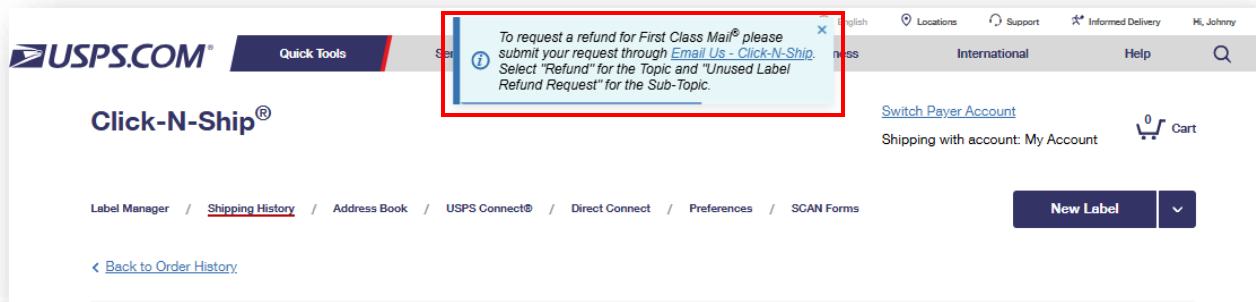 English
Locations
Support
Informed Delivery
Hi, Johnny
To request a refund for First Class Mail® please
submit your request through Email Us - Click-N-Ship.
Select "Refund" for the Topic and "Unused Label
Refund Request" for the Sub-Topic.
USPS.COM®
Quick Tools
International
Help
Click-N-Ship®
Switch Payer Account
Shipping with account: My Account
0
Cart
Label Manager / Shipping History / Address Book / USPS Connect® / Direct Connect / Preferences / SCAN Forms
New Label
Back to Order History